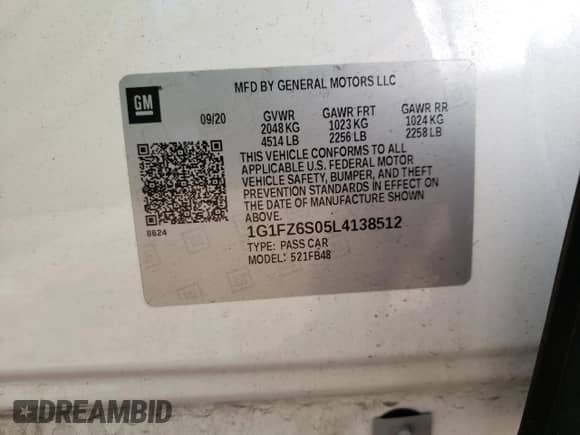 GM
MFD BY GENERAL MOTORS LLC
09/20
GVWR GAWR FRT GAWR RR
2048 KG 1023 KG 1024 KG
4514 LB 2256 LB 2258 LB
THIS VEHICLE CONFORMS TO ALL
APPLICABLE U.S. FEDERAL MOTOR
VEHICLE SAFETY, BUMPER, AND THEFT
PREVENTION STANDARDS IN EFFECT ON
THE DATE OF MANUFACTURE SHOWN
ABOVE.
8624
1G1FZ6S05L4138512
TYPE: PASS CAR
MODEL: 521FB48
DREAMBID